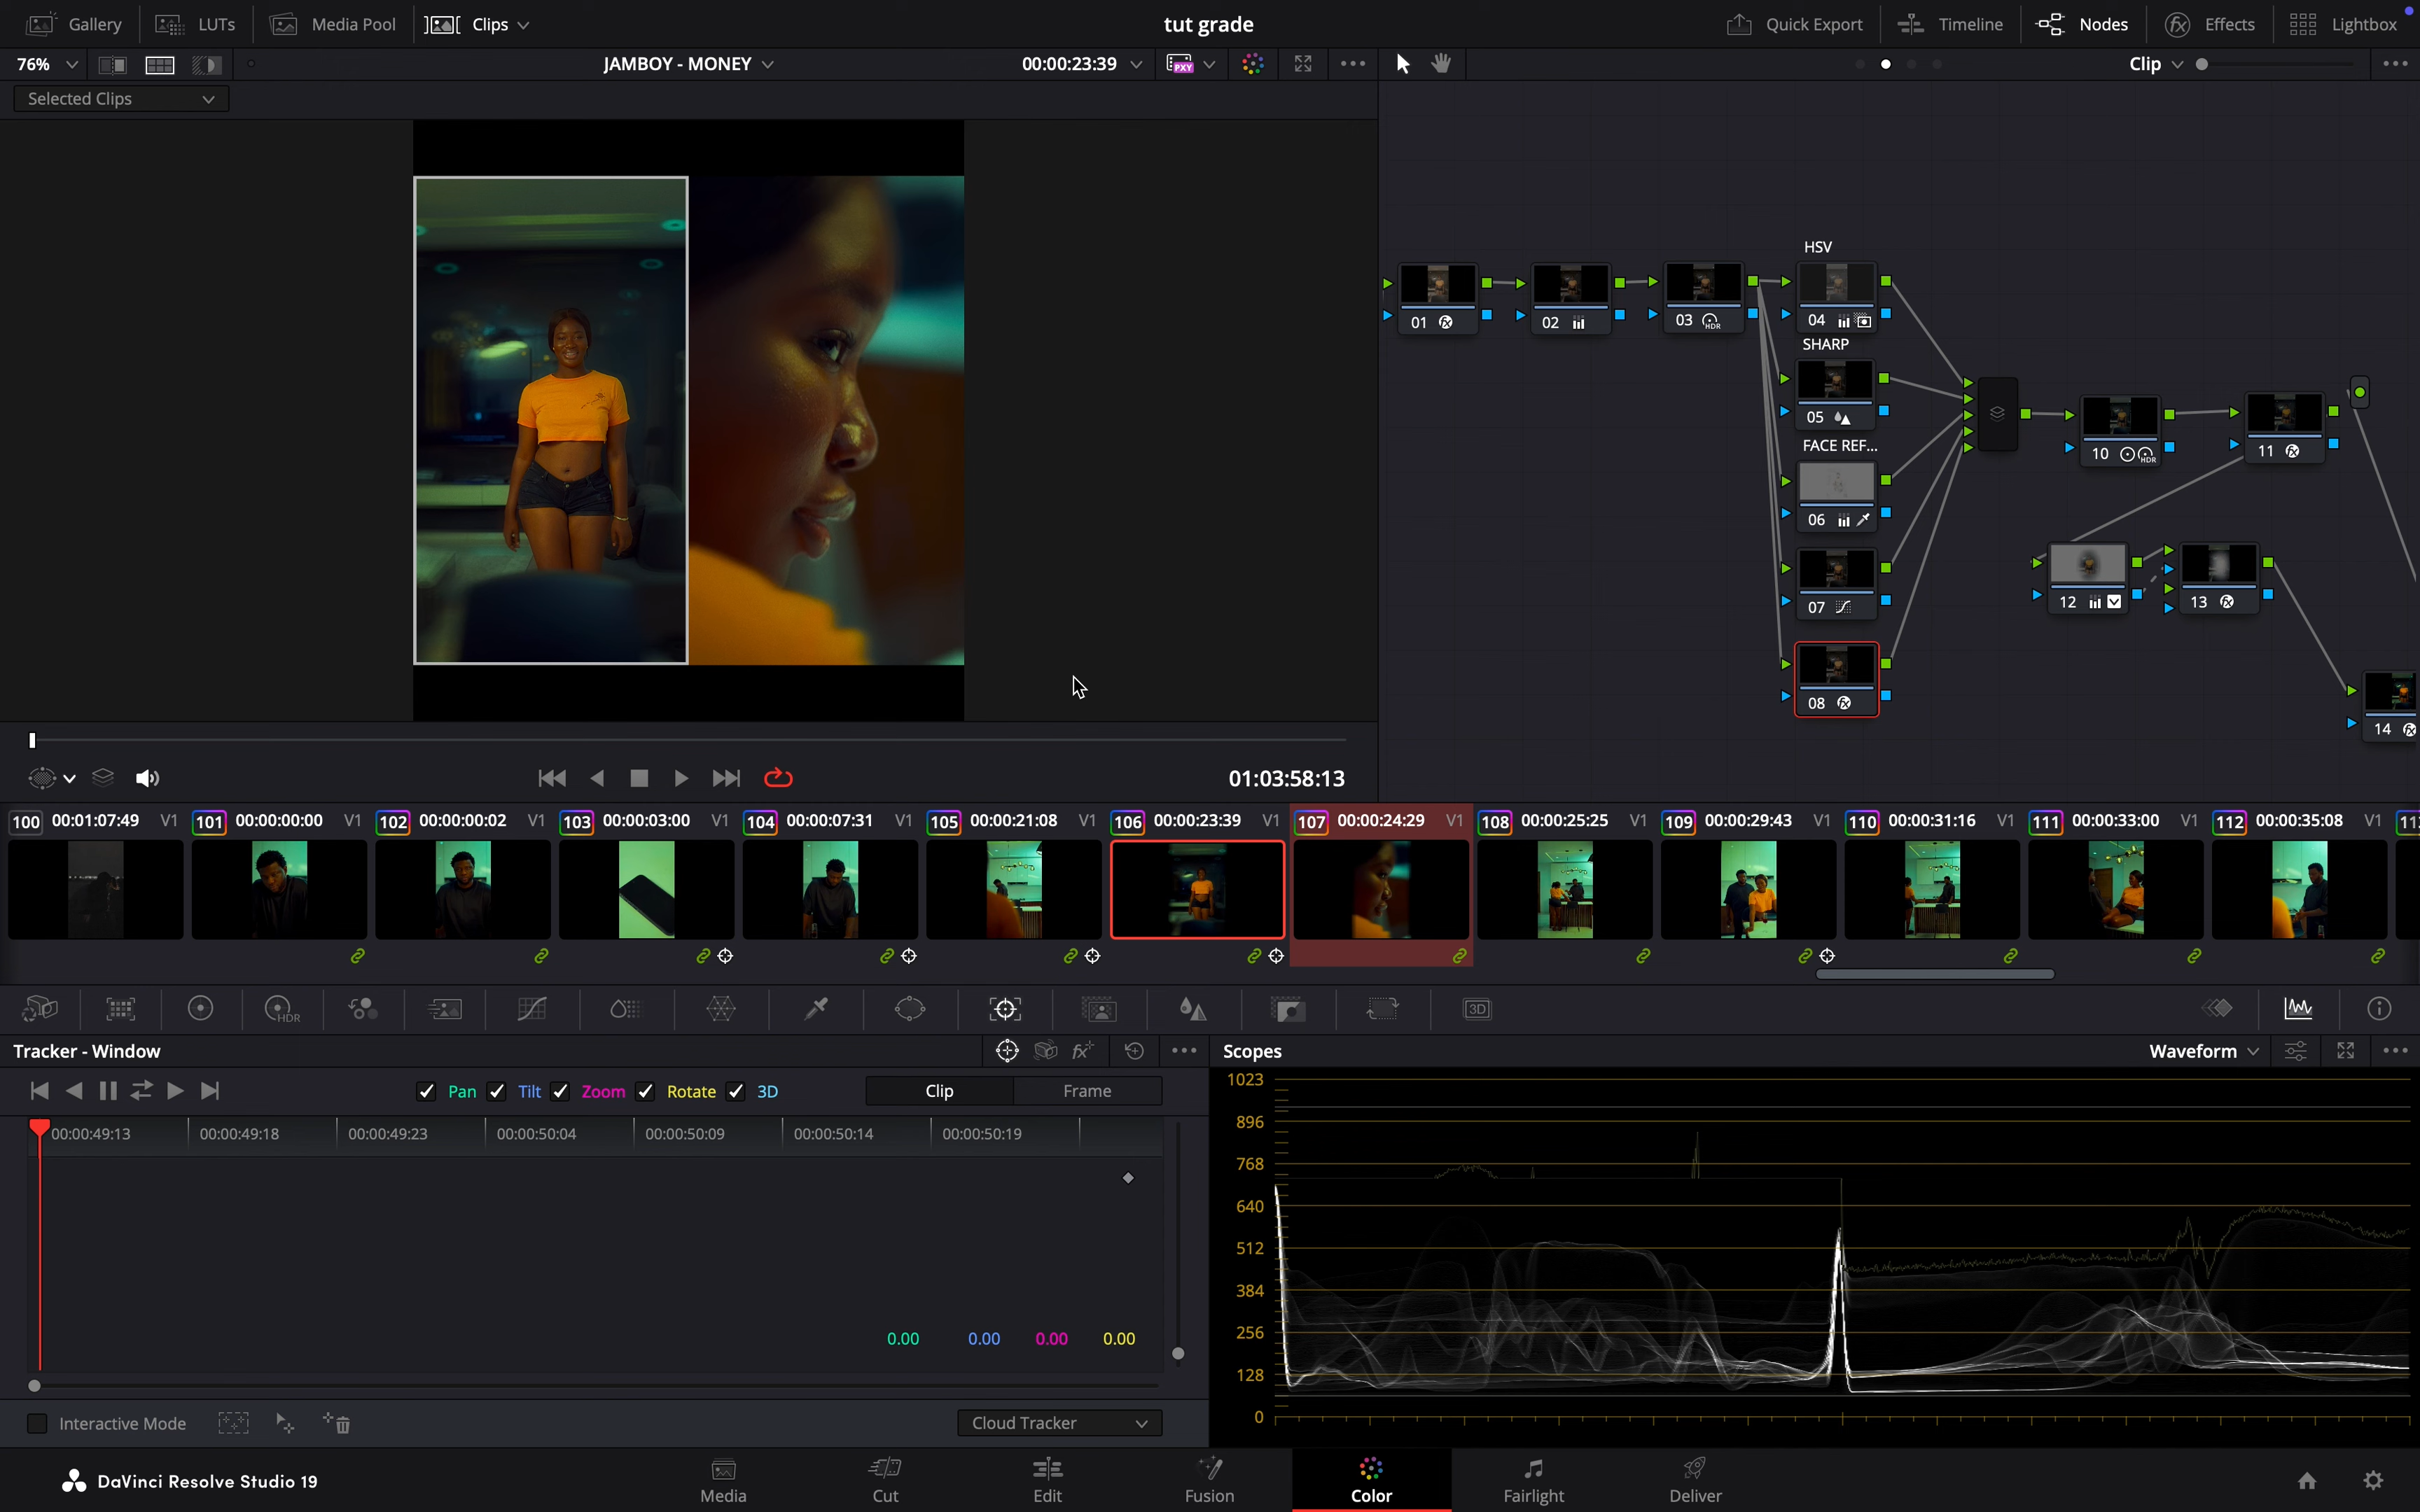 Gallery LUTs Media Pool Clips tut grade Quick Export Timeline Nodes Effects Lightbox
76% JAMBOY - MONEY 00:00:23:39 PXY Clip
Selected Clips
HSV
01 02 03 HDR 04
SHARP
05
FACE REF...
06
10 HDR 11
07
12 13
08
14
01:03:58:13
100 00:01:07:49 V1 101 00:00:00:00 V1 102 00:00:00:02 V1 103 00:00:03:00 V1 104 00:00:07:31 V1 105 00:00:21:08 V1 106 00:00:23:39 V1 107 00:00:24:29 V1 108 00:00:25:25 V1 109 00:00:29:43 V1 110 00:00:31:16 V1 111 00:00:33:00 V1 112 00:00:35:08 V1
HDR 3D
Tracker - Window Scopes Waveform
Pan Tilt Zoom Rotate 3D Clip Frame
00:00:49:13 00:00:49:18 00:00:49:23 00:00:50:04 00:00:50:09 00:00:50:14 00:00:50:19
0.00 0.00 0.00 0.00
1023
896
768
640
512
384
256
128
0
Interactive Mode Cloud Tracker
DaVinci Resolve Studio 19
Media Cut Edit Fusion Color Fairlight Deliver